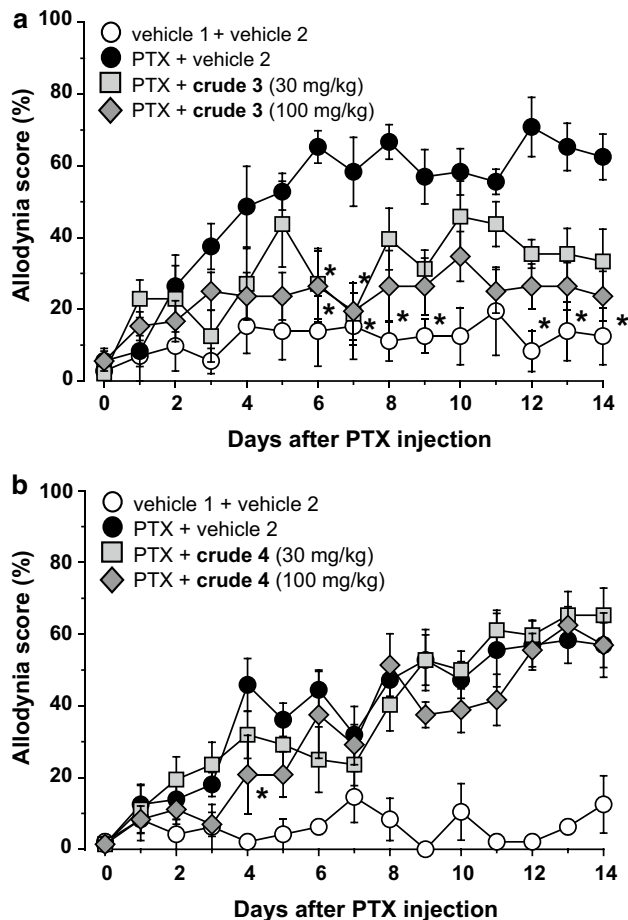 a
100
80
60
40
20
0
Allodynia score (%)
vehicle 1 + vehicle 2
PTX + vehicle 2
PTX + crude 3 (30 mg/kg)
PTX + crude 3 (100 mg/kg)
*
*
*
*
*
*
*
*
*
0 2 4 6 8 10 12 14
Days after PTX injection
b
100
80
60
40
20
0
Allodynia score (%)
vehicle 1 + vehicle 2
PTX + vehicle 2
PTX + crude 4 (30 mg/kg)
PTX + crude 4 (100 mg/kg)
*
0 2 4 6 8 10 12 14
Days after PTX injection